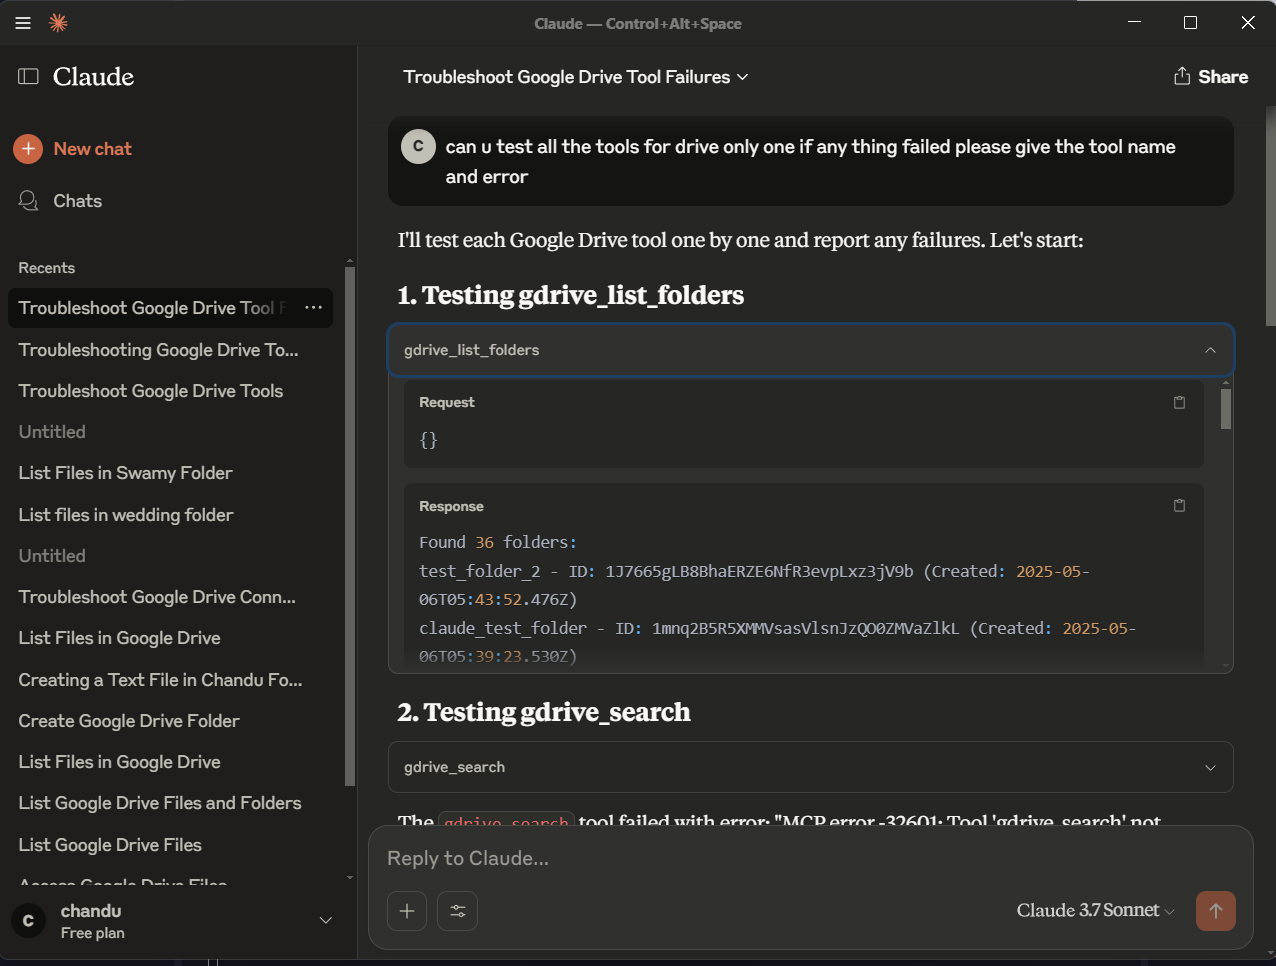 Claude — Control+Alt+Space
Claude
New chat
Chats
Recents
Troubleshoot Google Drive Tool F
Troubleshooting Google Drive To...
Troubleshoot Google Drive Tools
Untitled
List Files in Swamy Folder
List files in wedding folder
Untitled
Troubleshoot Google Drive Conn...
List Files in Google Drive
Creating a Text File in Chandu Fo...
Create Google Drive Folder
List Files in Google Drive
List Google Drive Files and Folders
List Google Drive Files
Access Google Drive Files
C
chandu
Free plan
Troubleshoot Google Drive Tool Failures
Share
C
can u test all the tools for drive only one if any thing failed please give the tool name
and error
I'll test each Google Drive tool one by one and report any failures. Let's start:
1. Testing gdrive_list_folders
gdrive_list_folders
Request
{}
Response
Found 36 folders:
test_folder_2 - ID: 1J7665gLB8BhaERZE6NfR3evpLxz3jV9b (Created: 2025-05-
06T05:43:52.476Z)
claude_test_folder - ID: 1mnq2B5R5XMMVsasVlsnJzQO0ZMVaZlkL (Created: 2025-05-
06T05:39:23.530Z)
2. Testing gdrive_search
gdrive_search
The gdrive_search tool failed with error: "MCP error -32601: Tool 'gdrive_search' not
Reply to Claude...
Claude 3.7 Sonnet